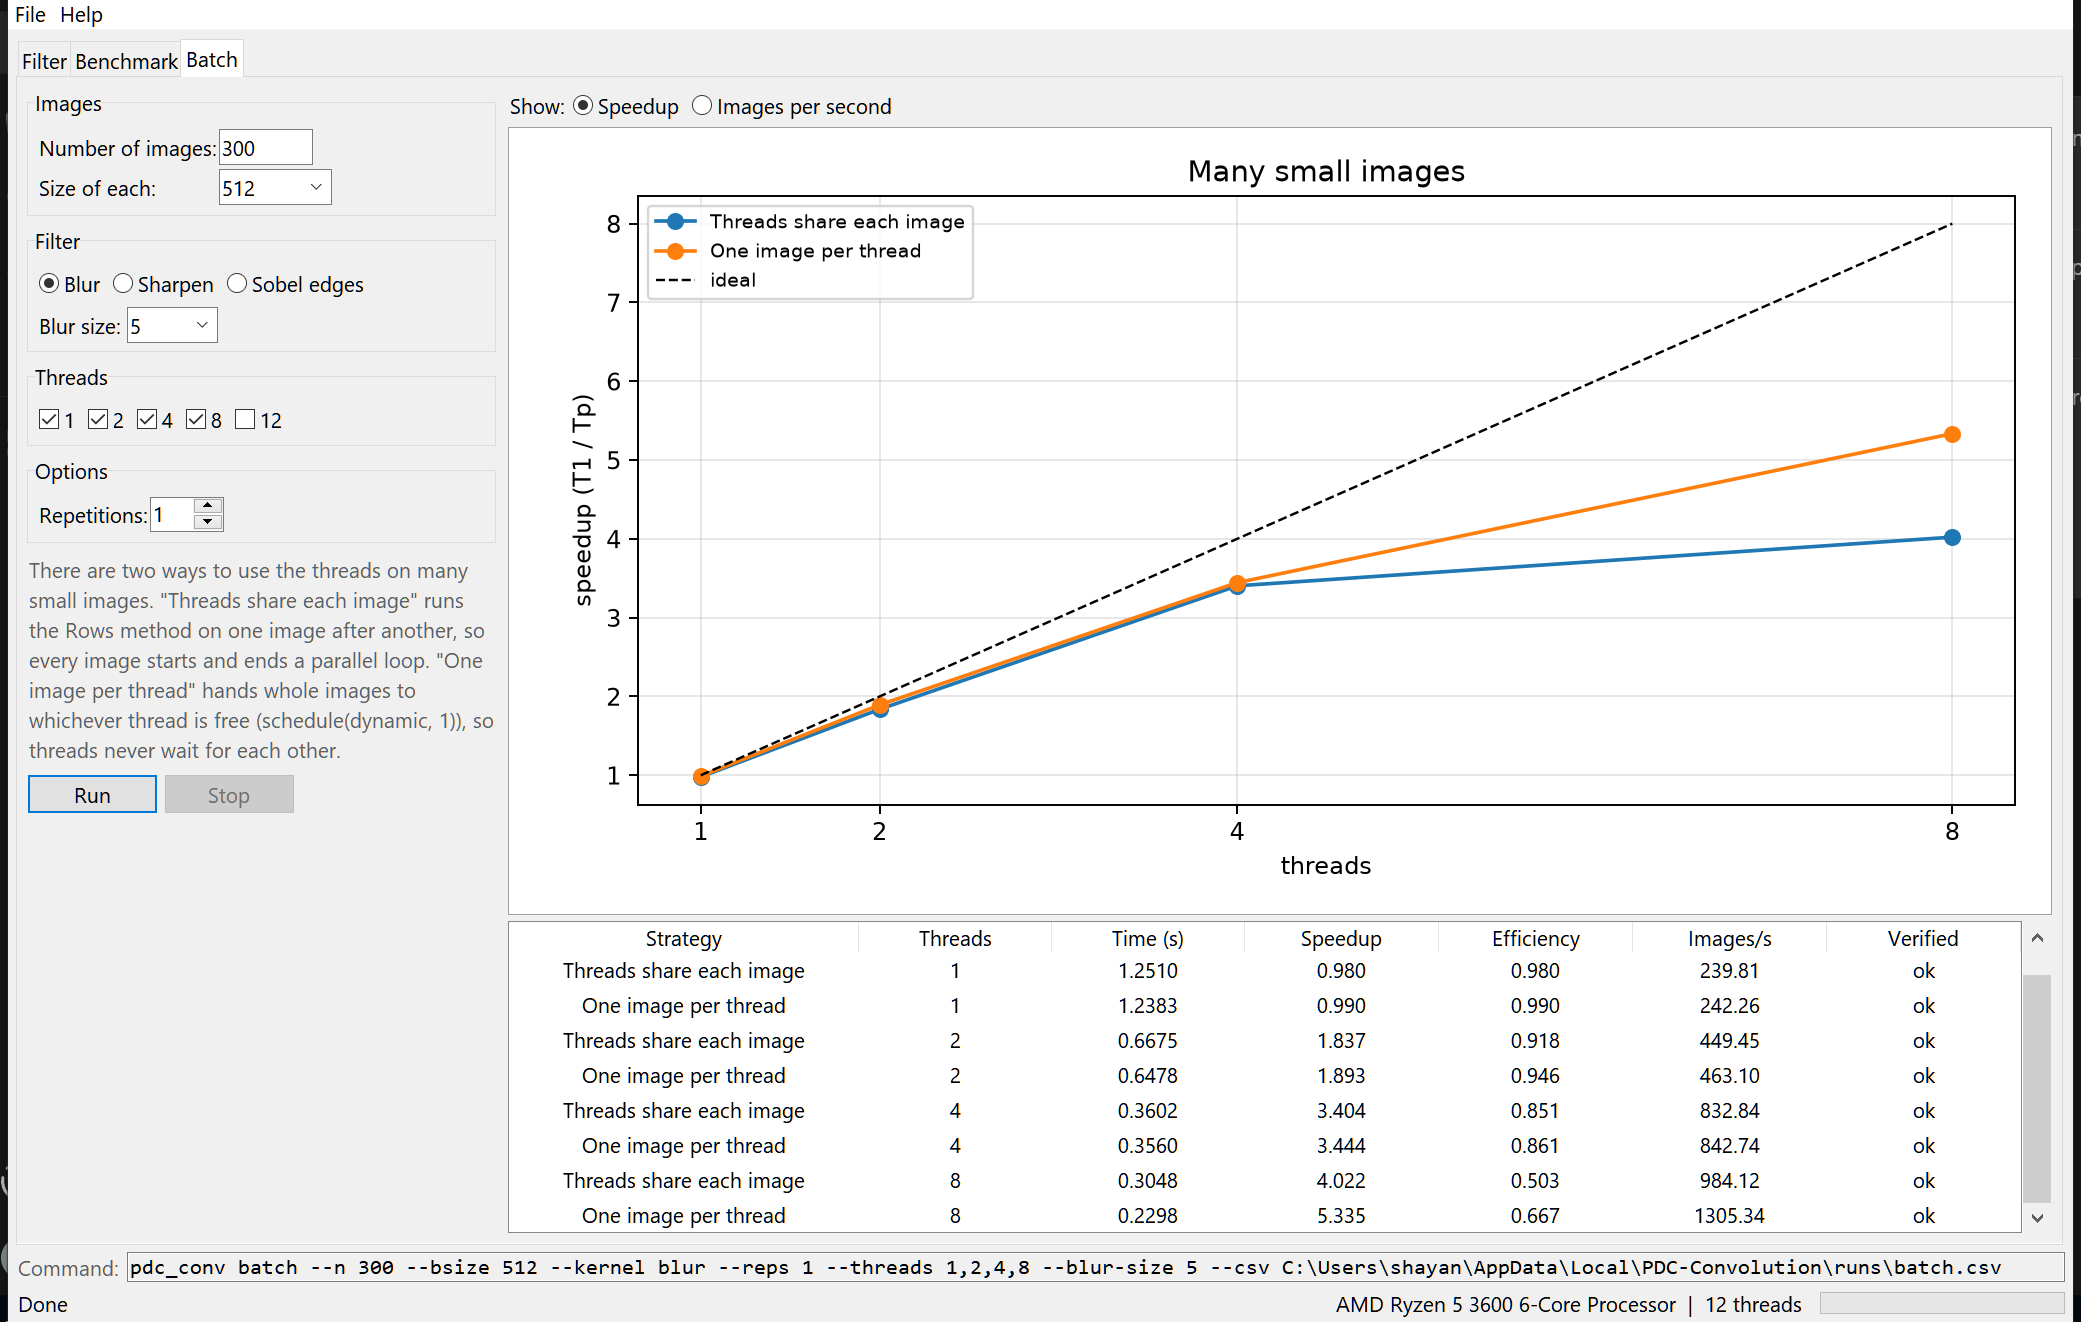 File Help
Filter Benchmark Batch
Images
Number of images: 300
Size of each: 512
Filter
Blur Sharpen Sobel edges
Blur size: 5
Threads
1 2 4 8 12
Options
Repetitions: 1
There are two ways to use the threads on many
small images. "Threads share each image" runs
the Rows method on one image after another, so
every image starts and ends a parallel loop. "One
image per thread" hands whole images to
whichever thread is free (schedule(dynamic, 1)), so
threads never wait for each other.
Run Stop
Show: Speedup Images per second
Many small images
Threads share each image
One image per thread
ideal
speedup (T1 / Tp)
8
7
6
5
4
3
2
1
1 2 4 8
threads
Strategy Threads Time (s) Speedup Efficiency Images/s Verified
Threads share each image 1 1.2510 0.980 0.980 239.81 ok
One image per thread 1 1.2383 0.990 0.990 242.26 ok
Threads share each image 2 0.6675 1.837 0.918 449.45 ok
One image per thread 2 0.6478 1.893 0.946 463.10 ok
Threads share each image 4 0.3602 3.404 0.851 832.84 ok
One image per thread 4 0.3560 3.444 0.861 842.74 ok
Threads share each image 8 0.3048 4.022 0.503 984.12 ok
One image per thread 8 0.2298 5.335 0.667 1305.34 ok
Command: pdc_conv batch --n 300 --bsize 512 --kernel blur --reps 1 --threads 1,2,4,8 --blur-size 5 --csv C:\Users\shayan\AppData\Local\PDC-Convolution\runs\batch.csv
Done
AMD Ryzen 5 3600 6-Core Processor | 12 threads